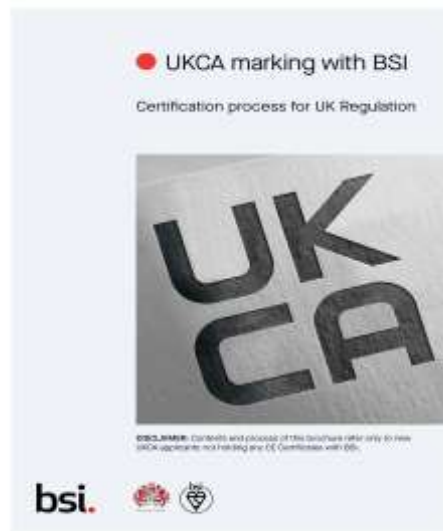 UKCA marking with BSI
Certification process for UK Regulation
UK
CA
DISCLAIMER: Contents and process of this brochure refer only to new
UKCA applicants not holding any CE Certificates with BSI.
bsi.
bsi